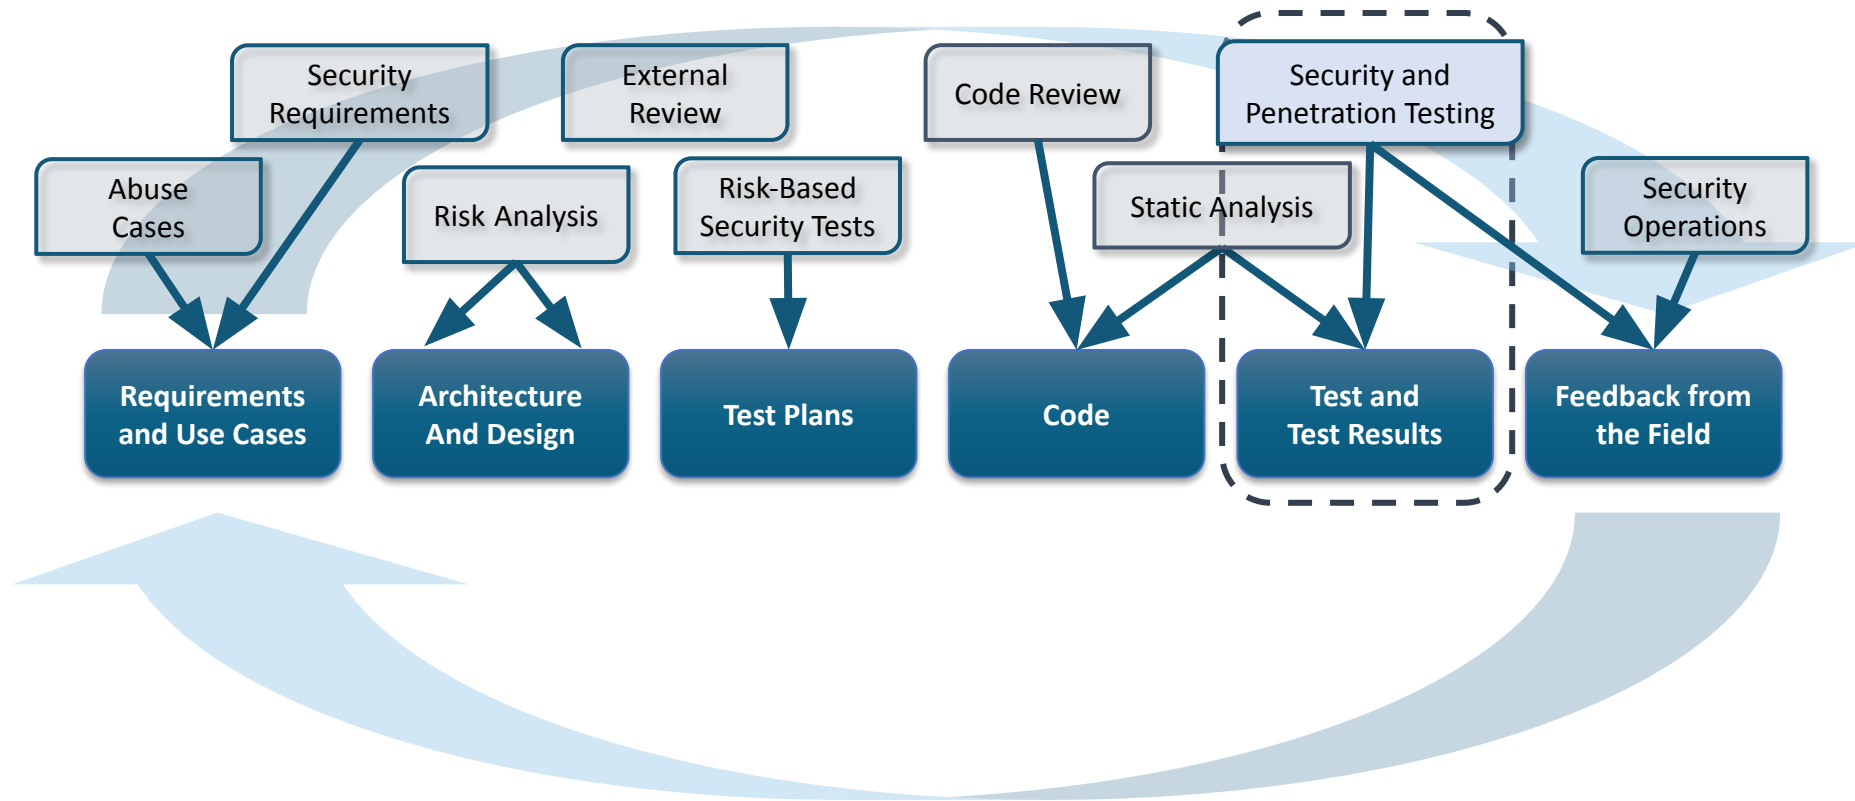 Security
Requirements
External
Review
Code Review
Security and
Penetration Testing
Abuse
Cases
Risk Analysis
Risk-Based
Security Tests
Static Analysis
Security
Operations
Requirements
and Use Cases
Architecture
And Design
Test Plans
Code
Test and
Test Results
Feedback from
the Field